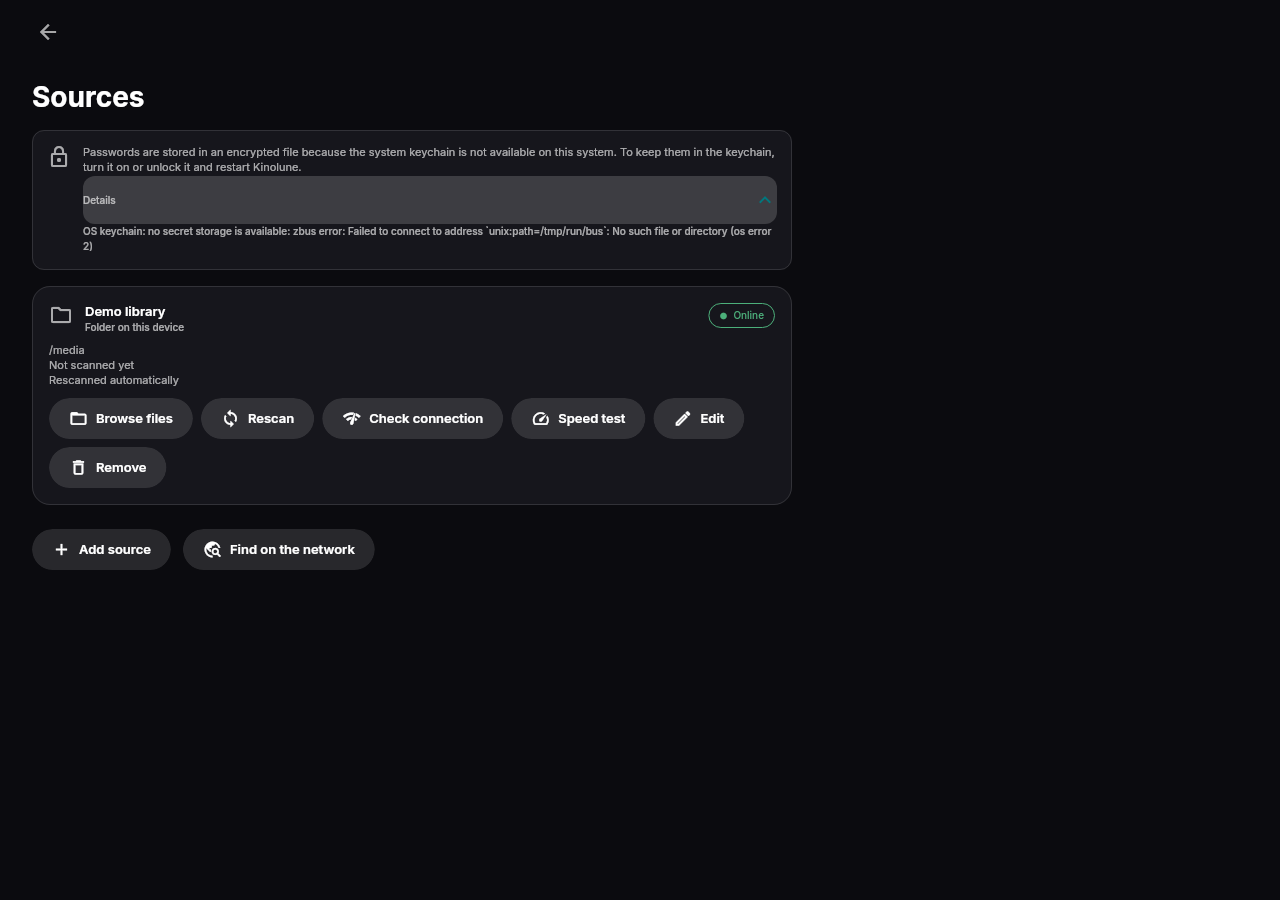 Sources
Passwords are stored in an encrypted file because the system keychain is not available on this system. To keep them in the keychain,
turn it on or unlock it and restart Kinolune.
Details
OS keychain: no secret storage is available: zbus error: Failed to connect to address `unix:path=/tmp/run/bus`: No such file or directory (os error
2)
Demo library
Folder on this device
Online
/media
Not scanned yet
Rescanned automatically
Browse files
Rescan
Check connection
Speed test
Edit
Remove
Add source
Find on the network